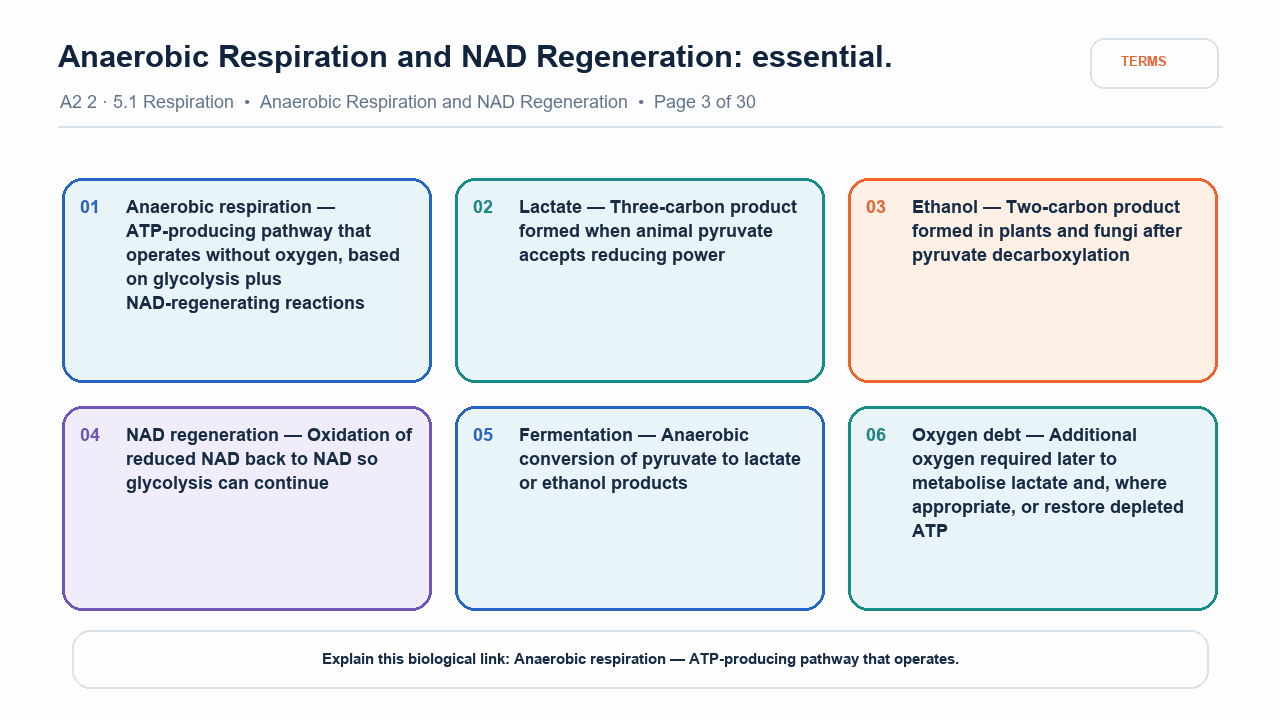 Anaerobic Respiration and NAD Regeneration: essential.
TERMS
A2 2 · 5.1 Respiration • Anaerobic Respiration and NAD Regeneration • Page 3 of 30
01
Anaerobic respiration —
ATP-producing pathway that
operates without oxygen, based
on glycolysis plus
NAD-regenerating reactions
02
Lactate — Three-carbon product
formed when animal pyruvate
accepts reducing power
03
Ethanol — Two-carbon product
formed in plants and fungi after
pyruvate decarboxylation
04
NAD regeneration — Oxidation of
reduced NAD back to NAD so
glycolysis can continue
05
Fermentation — Anaerobic
conversion of pyruvate to lactate
or ethanol products
06
Oxygen debt — Additional
oxygen required later to
metabolise lactate and, where
appropriate, or restore depleted
ATP
Explain this biological link: Anaerobic respiration — ATP-producing pathway that operates.